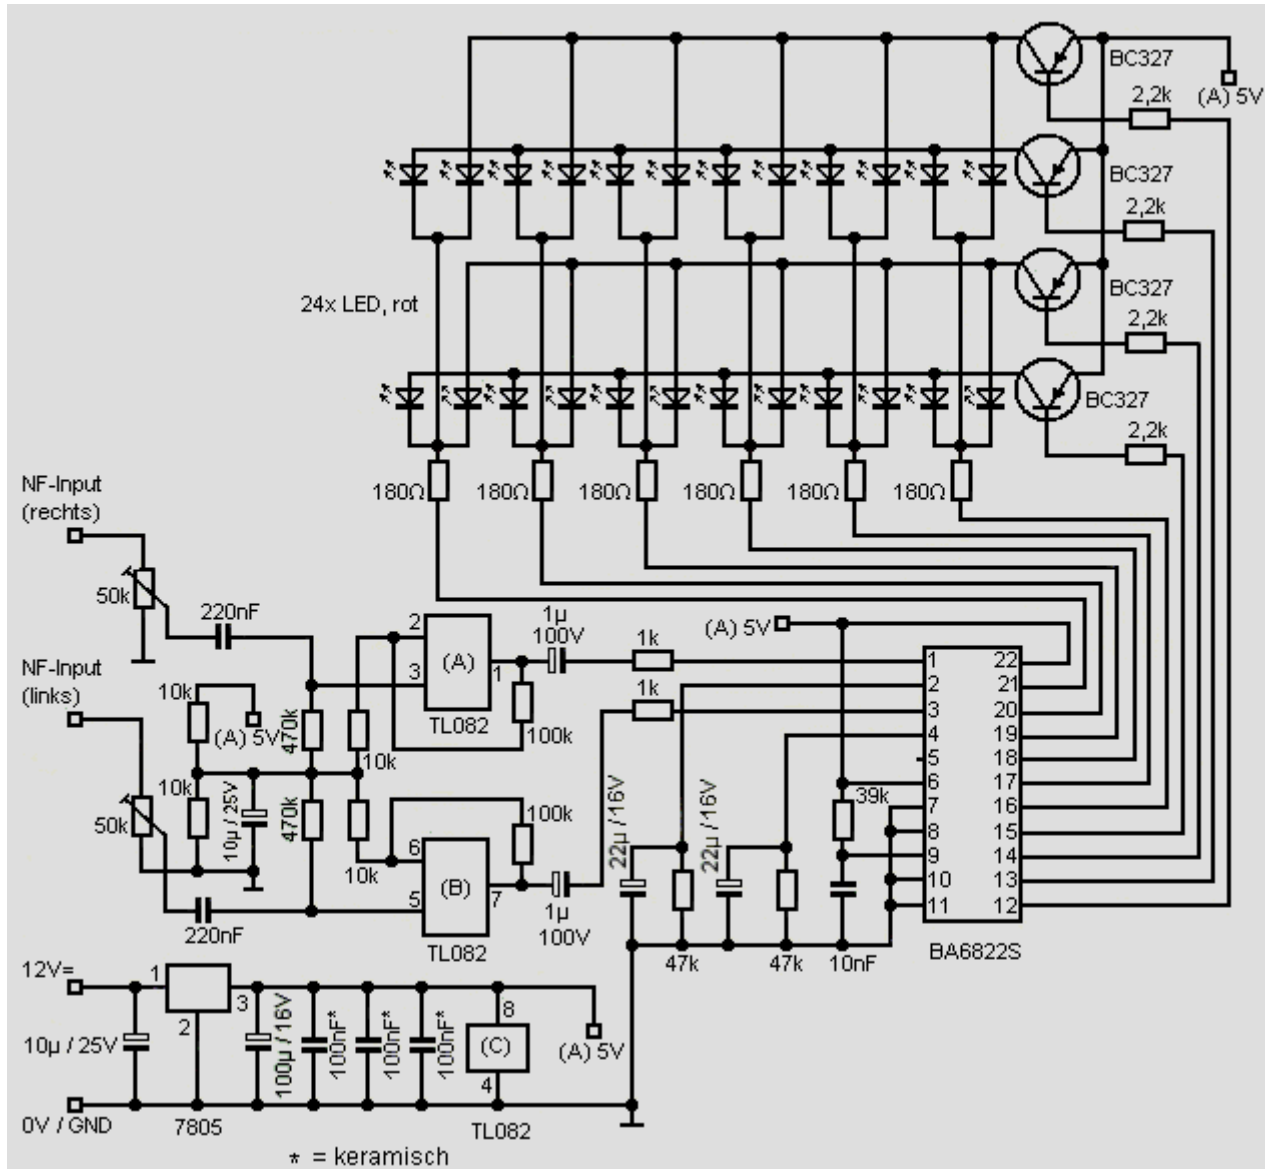 BC327
(A) 5V
2,2k
BC327
2,2k
BC327
2,2k
24x LED, rot
BC327
2,2k
180Ω 180Ω 180Ω 180Ω 180Ω 180Ω
NF-Input
(rechts)
50k
220nF
2
3
(A)
1
TL082
100k
1µ
100V
1k
1k
(A) 5V
NF-Input
(links)
10k
(A) 5V
470k
10k
10k
10µ / 25V
470k
10k
50k
220nF
6
5
(B)
7
TL082
100k
1µ
100V
22µ / 16V
22µ / 16V
47k
47k
39k
10nF
1 22
2 21
3 20
4 19
5 18
6 17
7 16
8 15
9 14
10 13
11 12
BA6822S
12V=
1
3
2
10µ / 25V
100µ / 16V
100nF*
100nF*
100nF*
8
(C)
4
(A) 5V
0V / GND
7805
TL082
* = keramisch